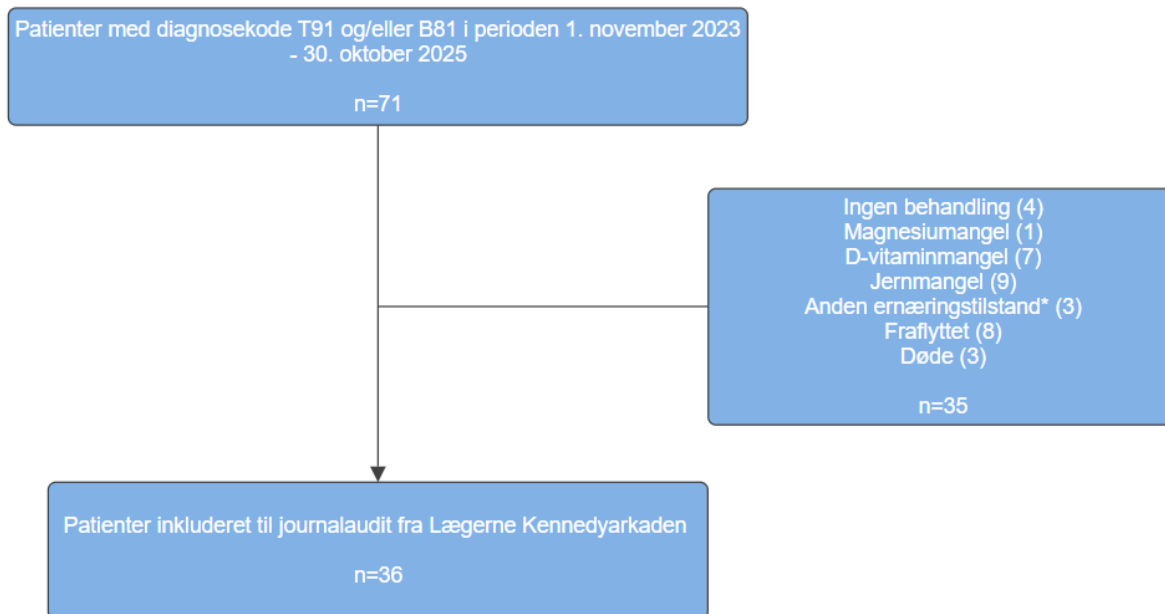 Patienter med diagnosekode T91 og/eller B81 i perioden 1. november 2023
- 30. oktober 2025
n=71
Ingen behandling (4)
Magnesiumangel (1)
D-vitaminmangel (7)
Jernmangel (9)
Anden ernæringstilstand* (3)
Fraflyttet (8)
Døde (3)
n=35
Patienter inkluderet til journalaudit fra Lægerne Kennedyarkaden
n=36